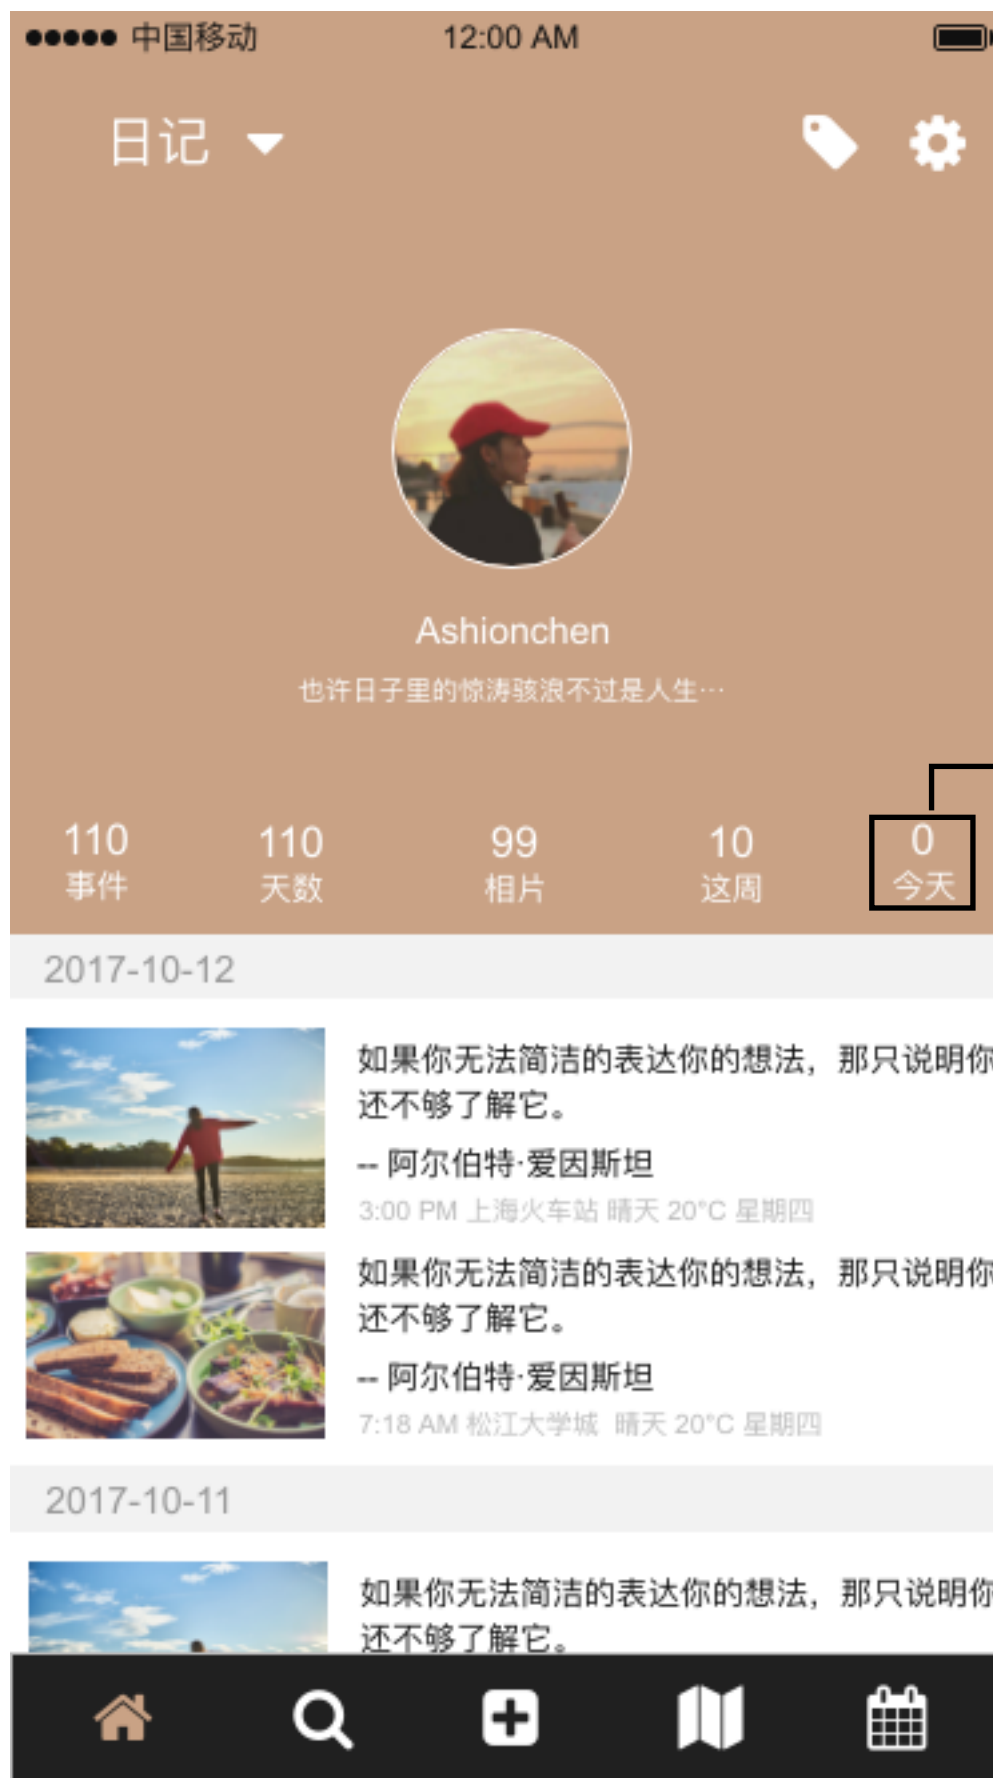 中国移动 12:00 AM
日记
Ashionchen
也许日子里的惊涛骇浪不过是人生…
110 110 99 10 0
事件 天数 相片 这周 今天
2017-10-12
如果你无法简洁的表达你的想法，那只说明你
还不够了解它。
-- 阿尔伯特·爱因斯坦
3:00 PM 上海火车站 晴天 20°C 星期四
如果你无法简洁的表达你的想法，那只说明你
还不够了解它。
-- 阿尔伯特·爱因斯坦
7:18 AM 松江大学城 晴天 20°C 星期四
2017-10-11
如果你无法简洁的表达你的想法，那只说明你
还不够了解它。